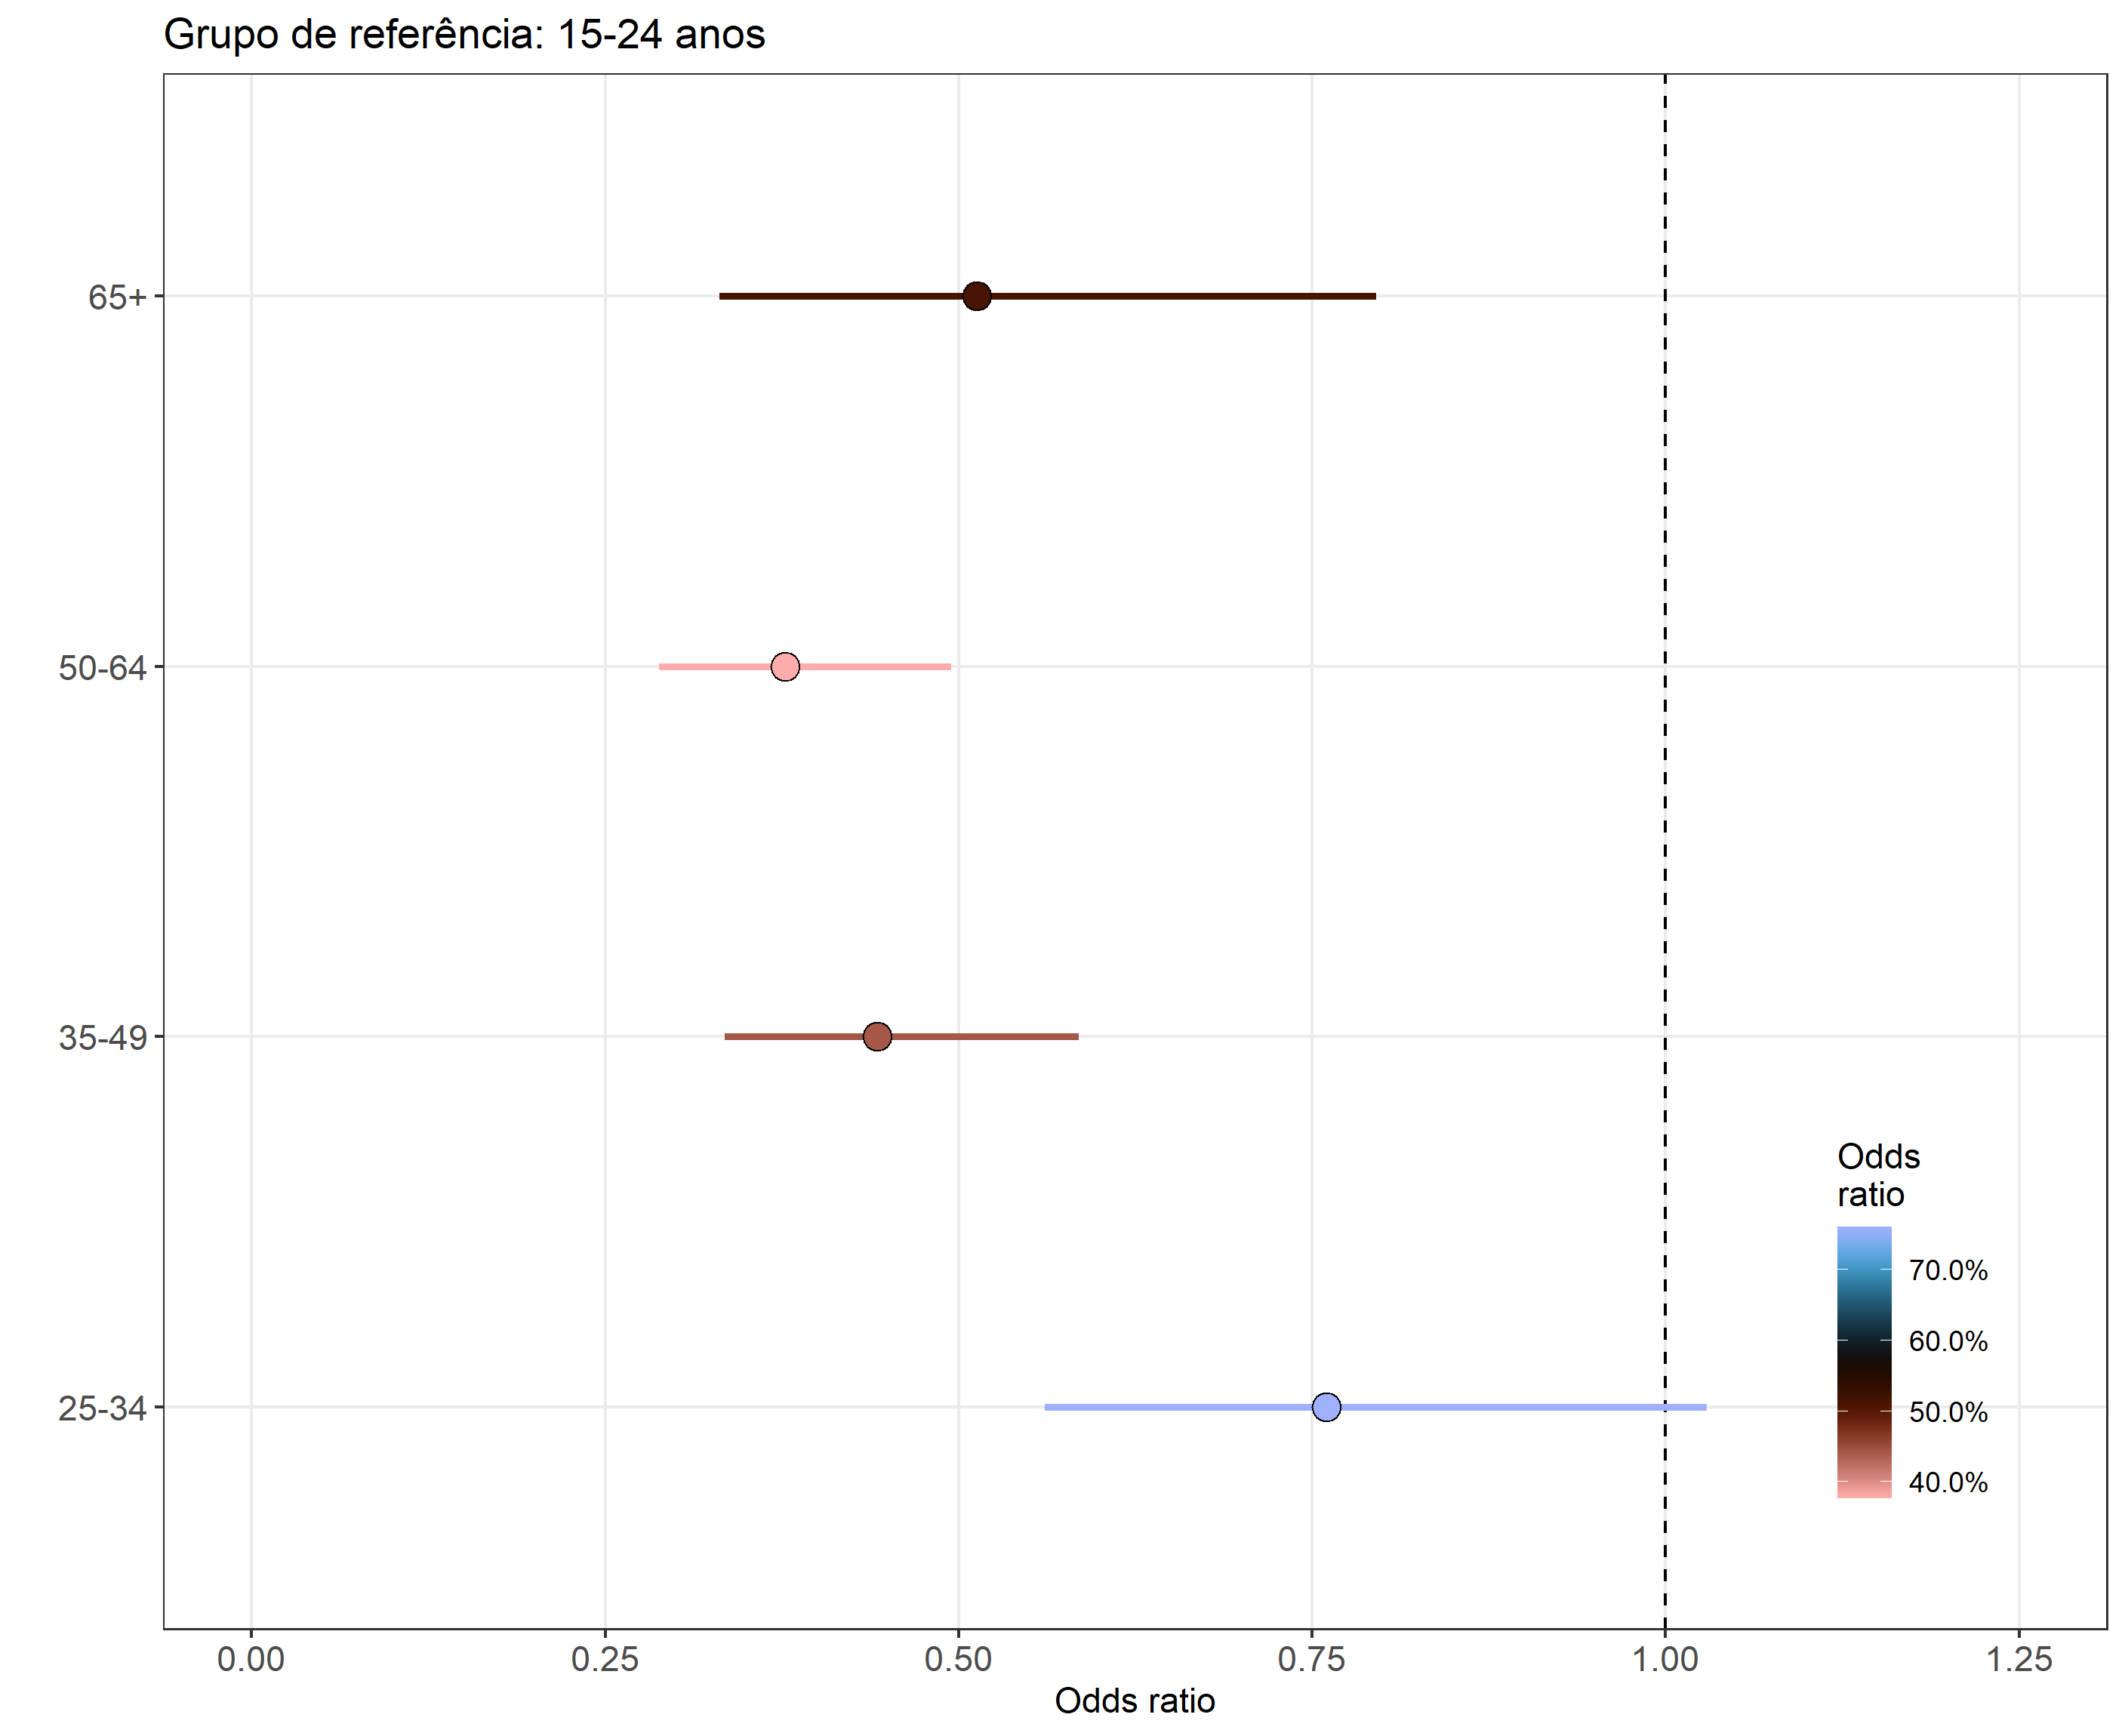 Grupo de referência: 15-24 anos
65+
50-64
35-49
25-34
Odds
ratio
70.0%
60.0%
50.0%
40.0%
0.00 0.25 0.50 0.75 1.00 1.25
Odds ratio